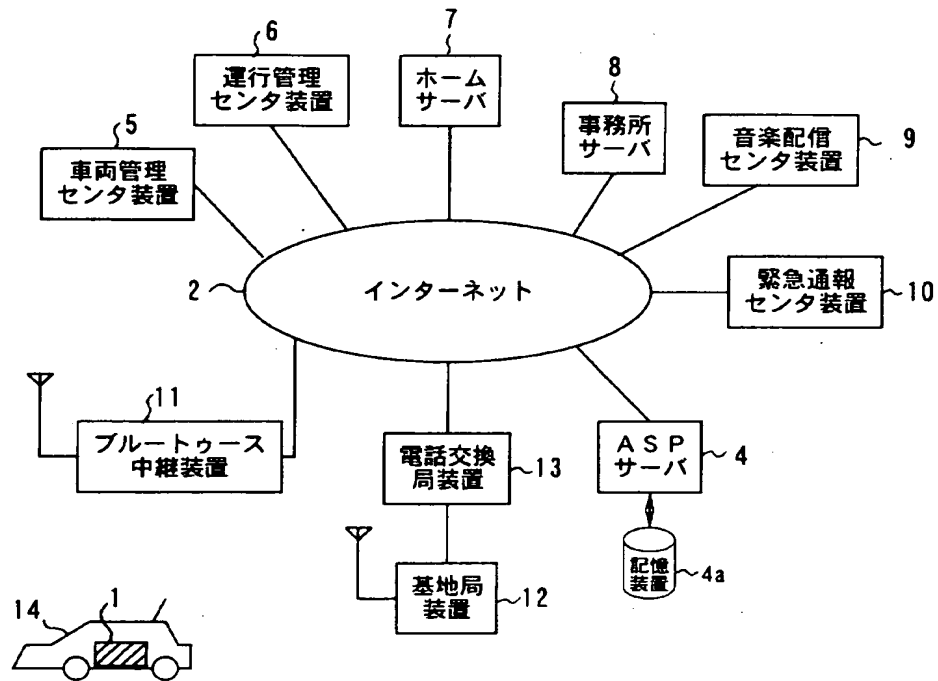 6
運行管理
センタ装置
7
ホーム
サーバ
8
事務所
サーバ
音楽配信
センタ装置
9
5
車両管理
センタ装置
2
インターネット
緊急通報
センタ装置
10
11
ブルートゥース
中継装置
電話交換
局装置
13
ASP
サーバ
4
基地局
装置
12
記憶
装置
4a
14
1